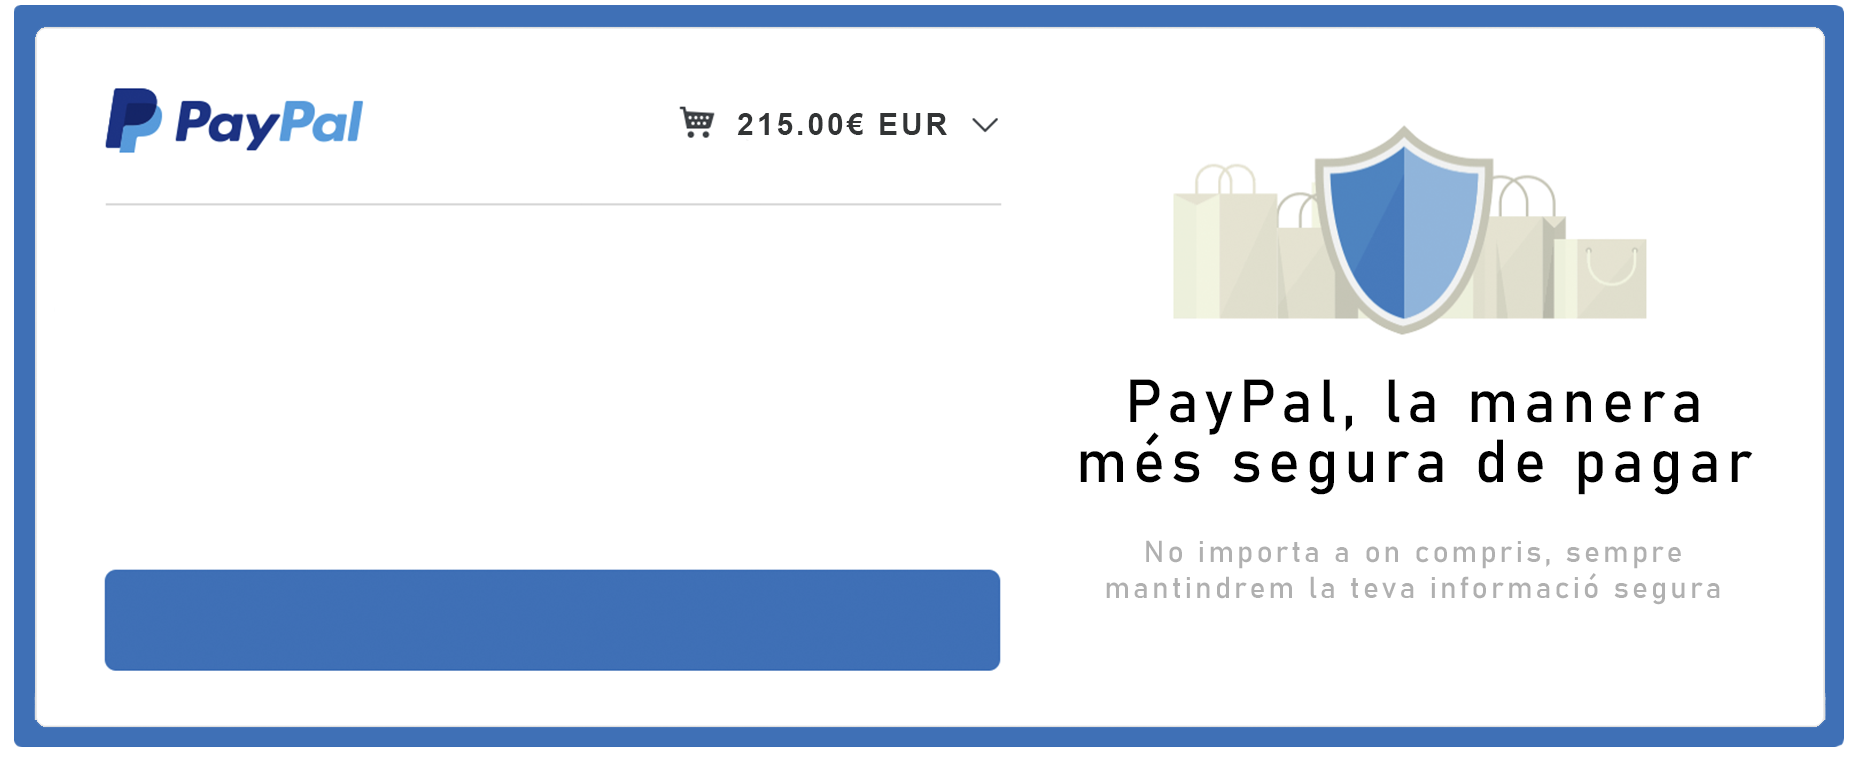 PayPal
215.00€ EUR
PayPal, la manera
més segura de pagar
No importa a on compris, sempre
mantindrem la teva informació segura